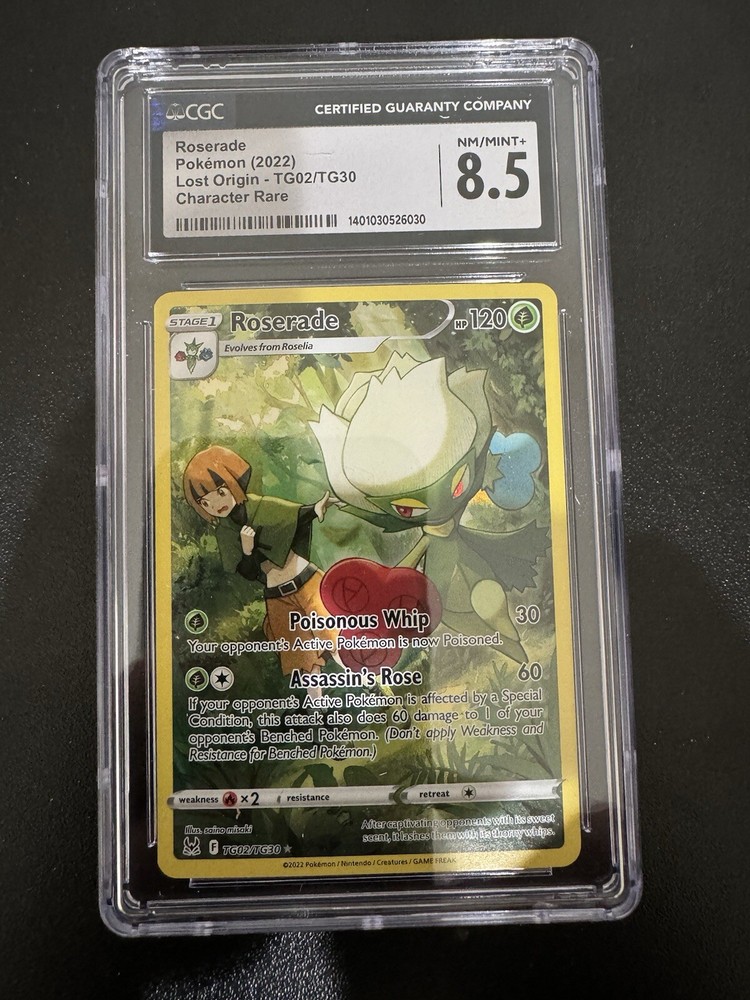 CGC
CERTIFIED GUARANTY COMPANY
Roserade
Pokémon (2022)
Lost Origin - TG02/TG30
Character Rare
NM/MINT+
8.5
1401030526030
STAGE 1
Roserade
HP 120
Evolves from Roselia
Poisonous Whip 30
Your opponent's Active Pokémon is now Poisoned.
Assassin's Rose 60
If your opponent's Active Pokémon is affected by a Special
Condition, this attack also does 60 damage to 1 of your
opponent's Benched Pokémon. (Don't apply Weakness and
Resistance for Benched Pokémon.)
weakness ×2 resistance retreat
Illus. saino misaki
After captivating opponents with its sweet
scent, it lashes them with its thorny whips.
F TG02/TG30 ★
©2022 Pokémon / Nintendo / Creatures / GAME FREAK